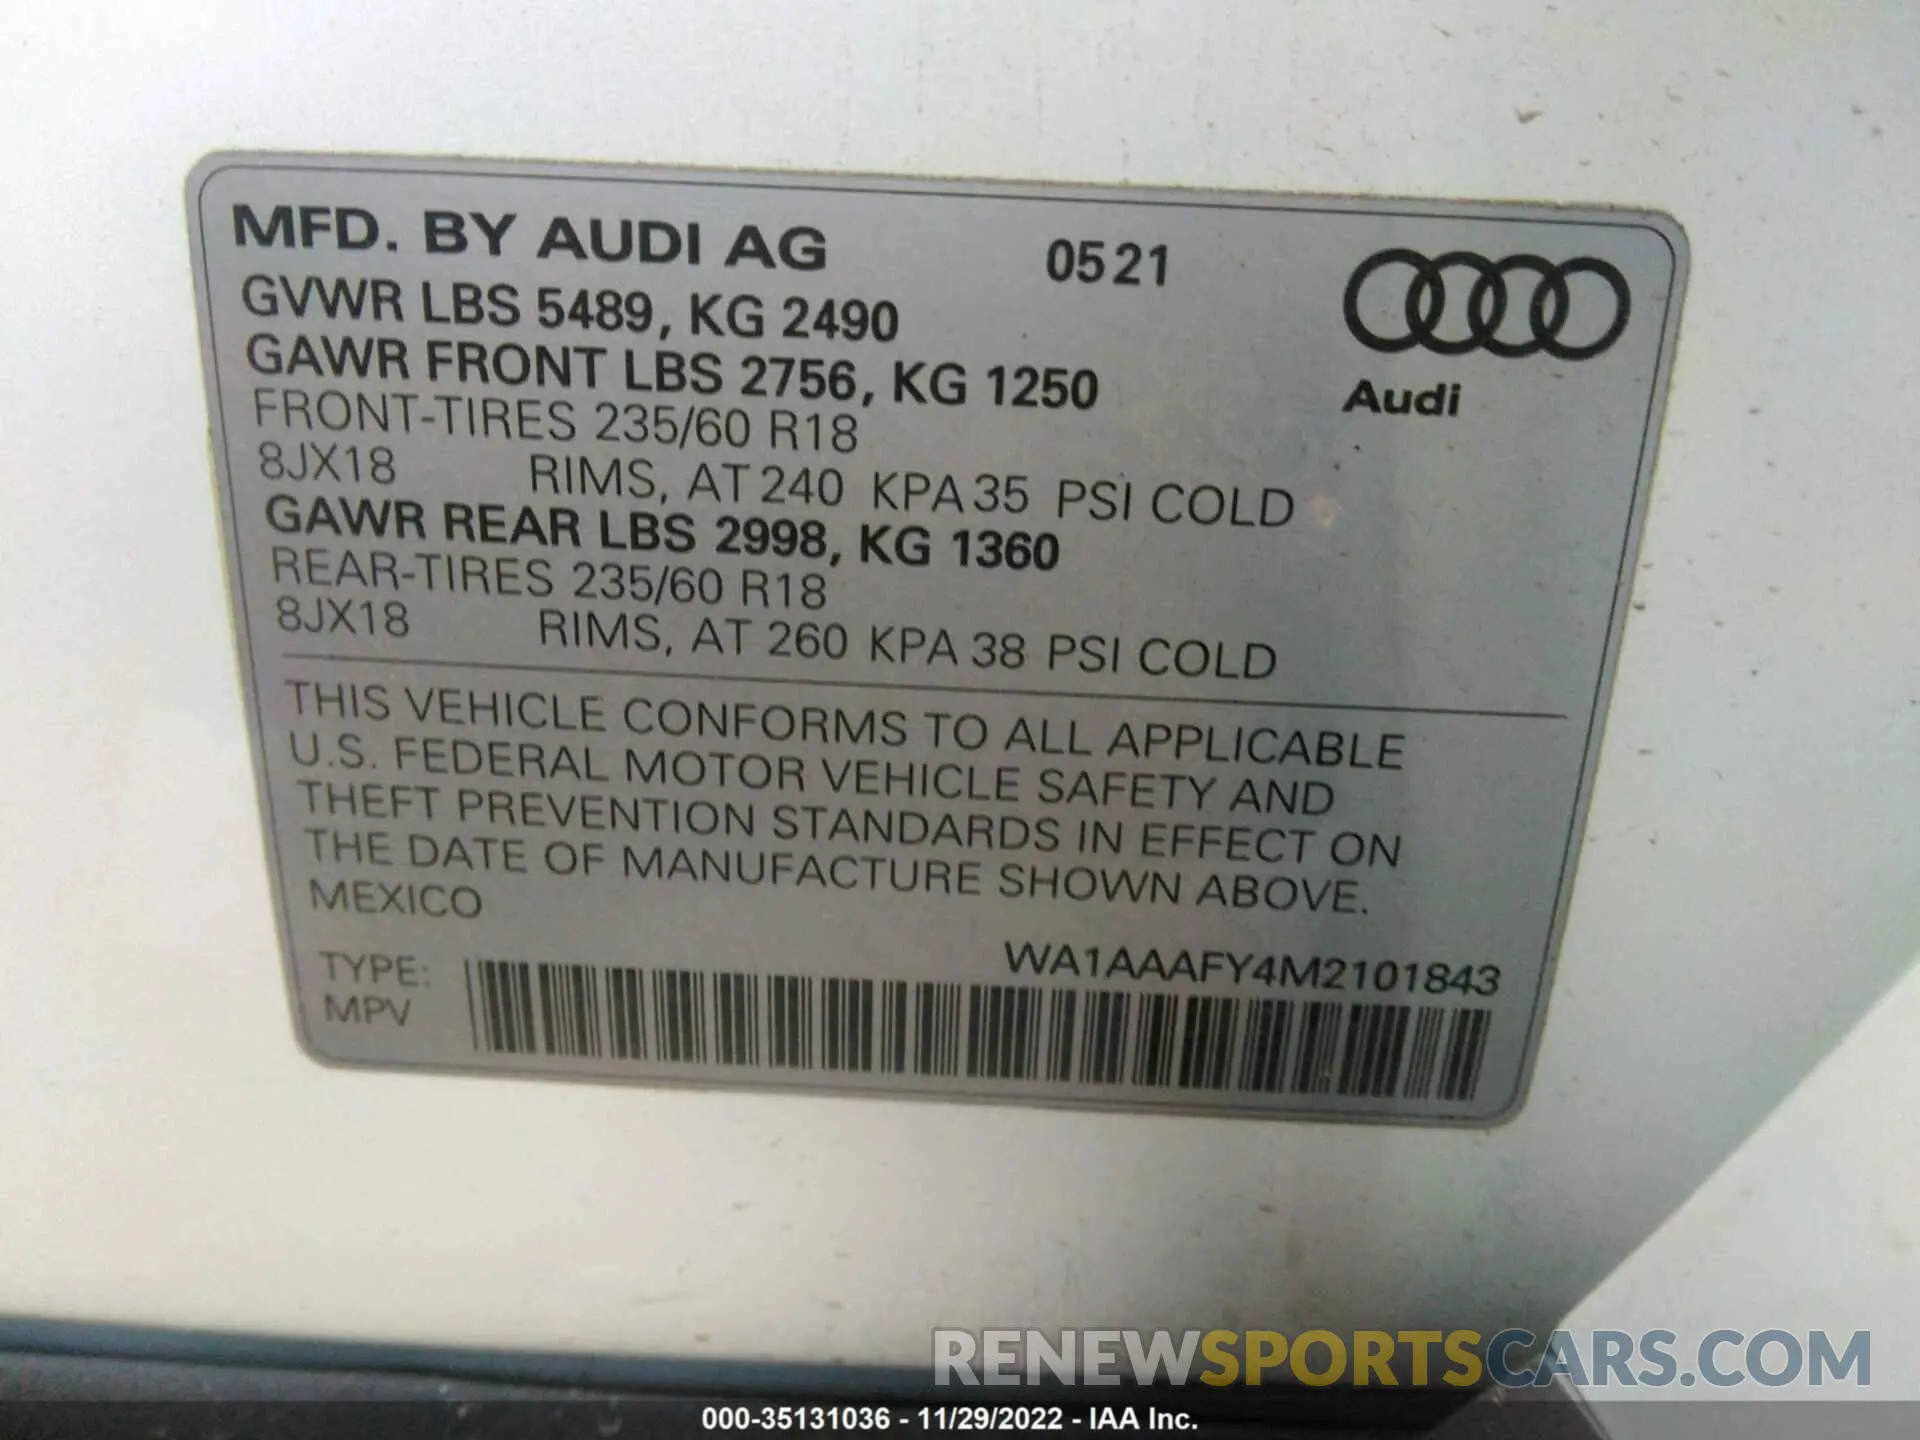 MFD. BY AUDI AG 0521
GVWR LBS 5489, KG 2490
GAWR FRONT LBS 2756, KG 1250
Audi
FRONT-TIRES 235/60 R18
8JX18 RIMS, AT 240 KPA 35 PSI COLD
GAWR REAR LBS 2998, KG 1360
REAR-TIRES 235/60 R18
8JX18 RIMS, AT 260 KPA 38 PSI COLD
THIS VEHICLE CONFORMS TO ALL APPLICABLE
U.S. FEDERAL MOTOR VEHICLE SAFETY AND
THEFT PREVENTION STANDARDS IN EFFECT ON
THE DATE OF MANUFACTURE SHOWN ABOVE.
MEXICO
WA1AAAFY4M2101843
TYPE:
MPV
RENEWSPORTSCARS.COM
000-35131036 - 11/29/2022 - IAA Inc.